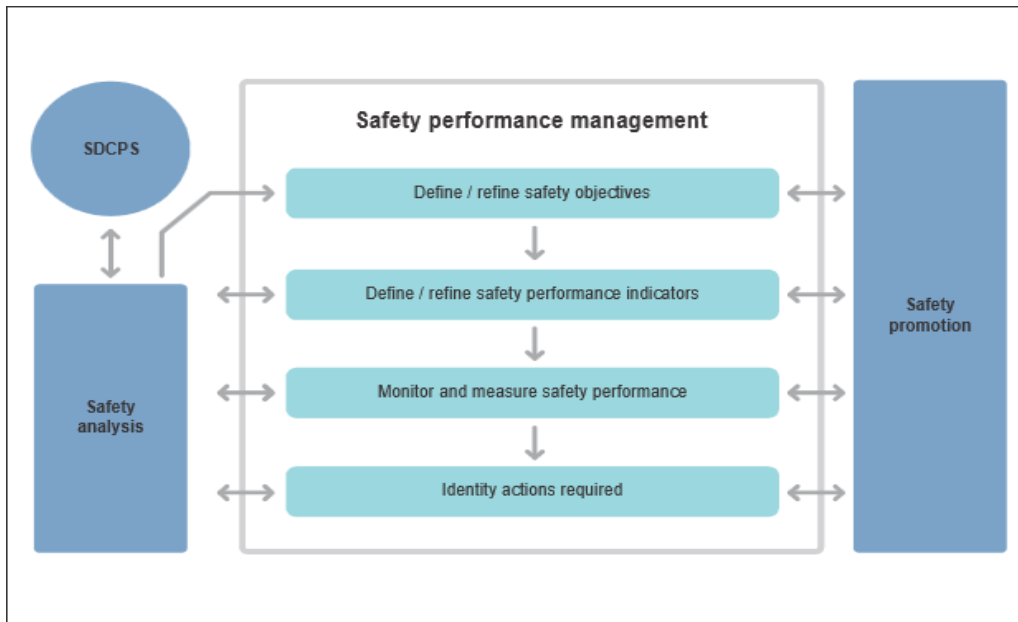 Safety performance management
SDCPS
Define / refine safety objectives
Define / refine safety performance indicators
Safety
promotion
Monitor and measure safety performance
Safety
analysis
Identity actions required